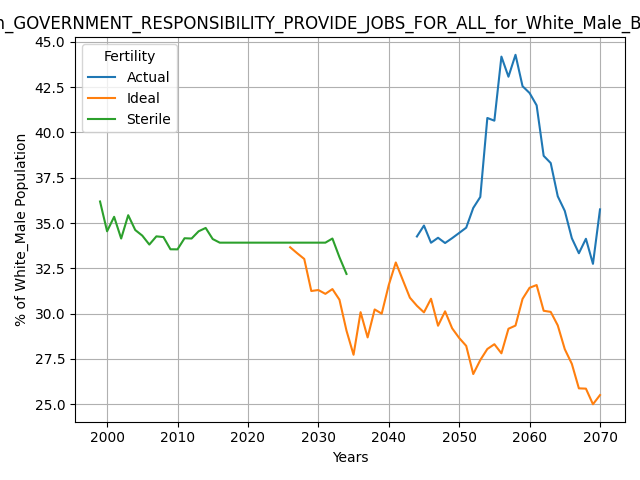 GOVERNMENT_RESPONSIBILITY_PROVIDE_JOBS_FOR_ALL_for_White_Male_B
Fertility
Actual
Ideal
Sterile
% of White_Male Population
45.0
42.5
40.0
37.5
35.0
32.5
30.0
27.5
25.0
2000 2010 2020 2030 2040 2050 2060 2070
Years